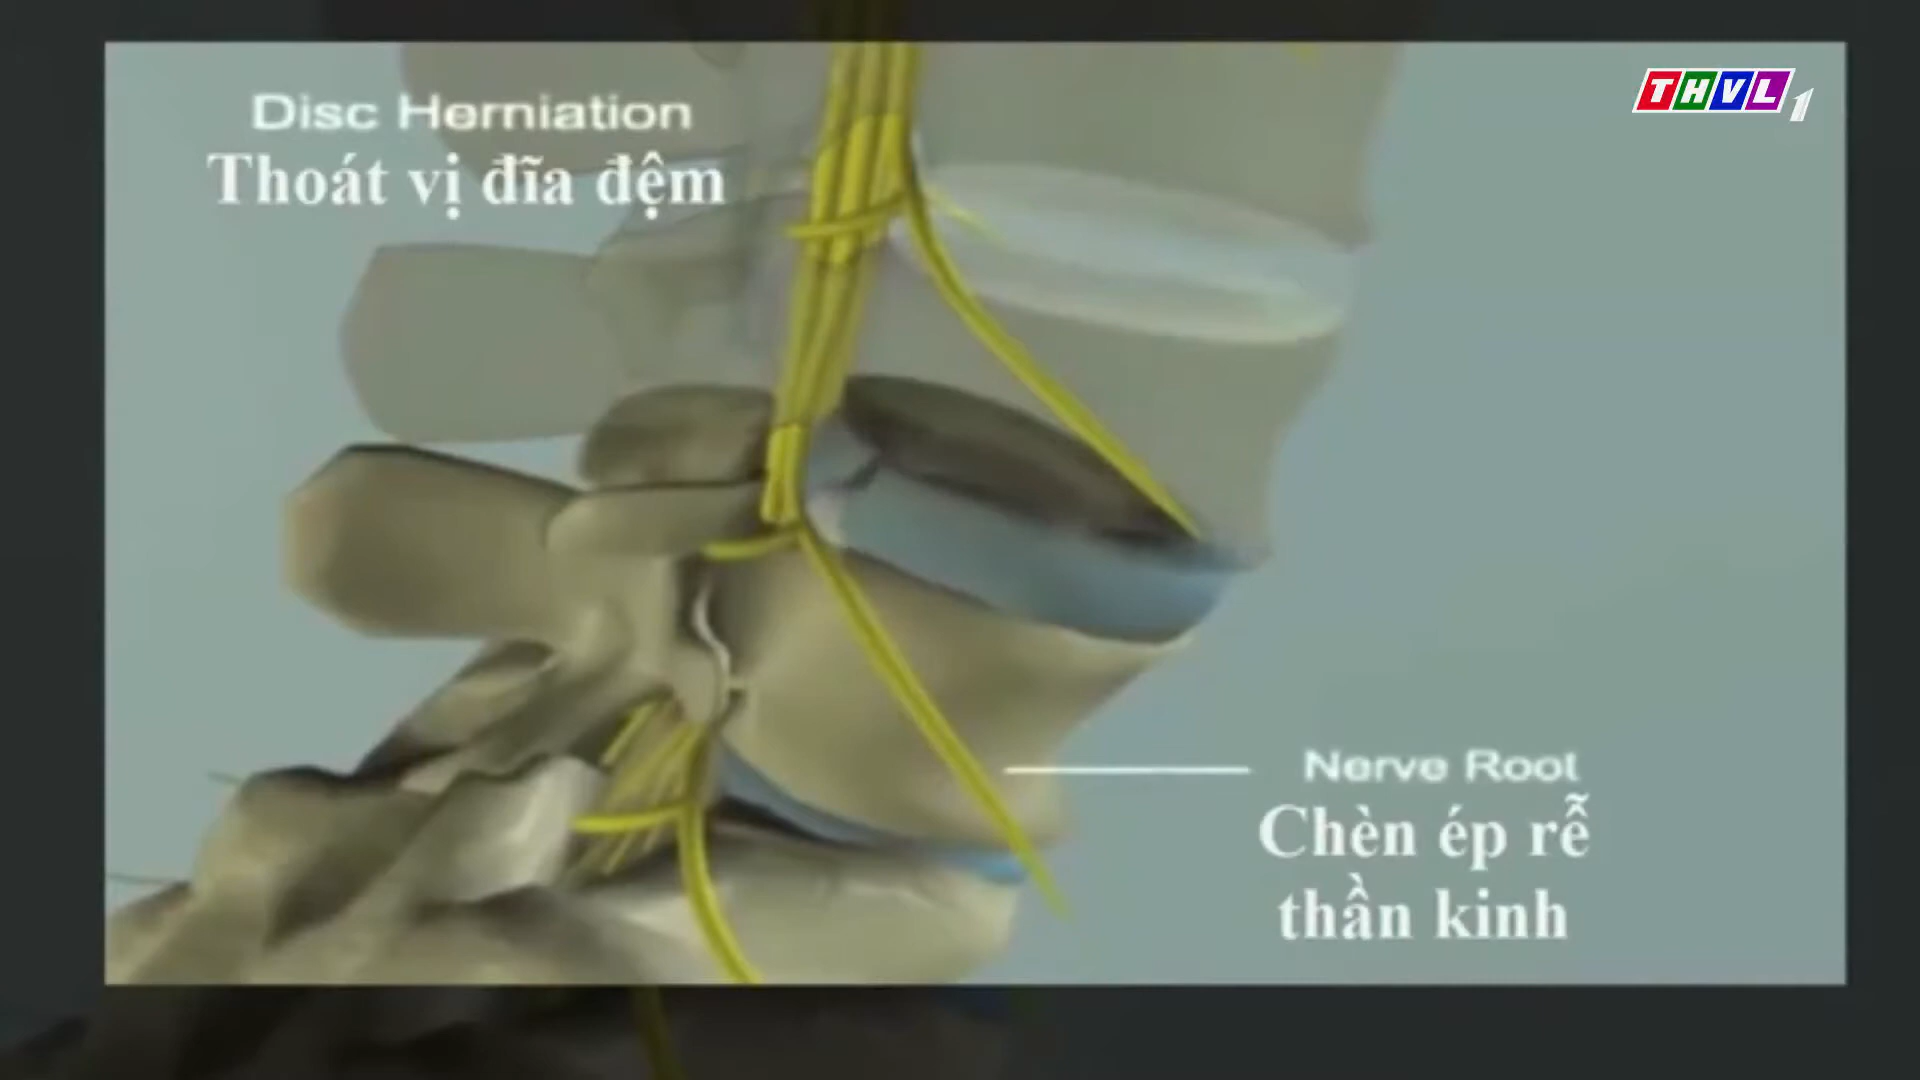 Disc Herniation
Thoát vị đĩa đệm
THVL1
Nerve Root
Chèn ép rễ
thần kinh